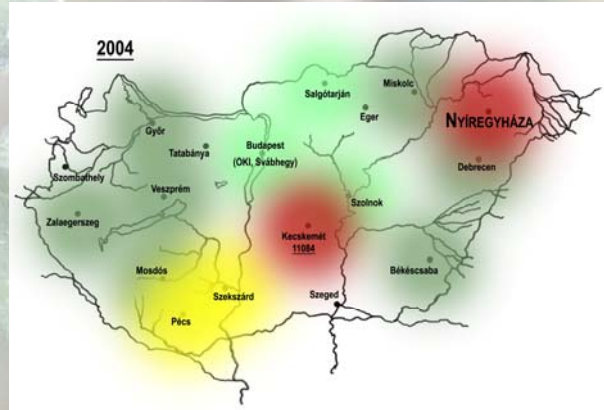 2004
Salgótarján
Miskolc
NYÍREGYHÁZA
Eger
Győr
Tatabánya
Budapest
(OKI, Svábhegy)
Debrecen
Szombathely
Veszprém
Szolnok
Zalaegerszeg
Kecskemét
11084
Mosdós
Békéscsaba
Szekszárd
Szeged
Pécs